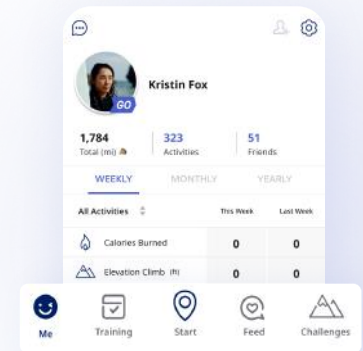 Kristin Fox
GO
1,784 323 51
Total (mi) Activities Friends
WEEKLY MONTHLY YEARLY
All Activities This Week Last Week
Calories Burned 0 0
Elevation Climb (ft) 0 0
Me Training Start Feed Challenges